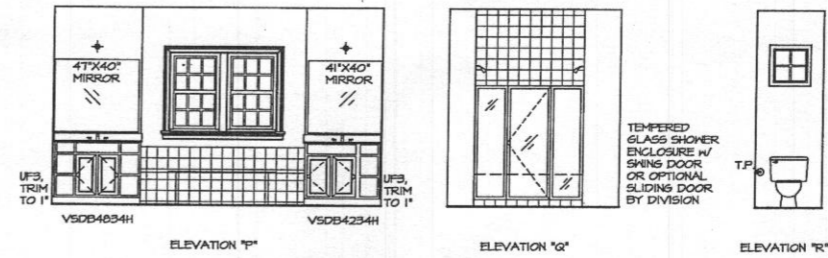 47"X40"
MIRROR
41"X40"
MIRROR
UF3,
TRIM
TO 1"
VSDB4834H
UF3,
TRIM
TO 1"
VSDB4234H
ELEVATION "P"
TEMPERED
GLASS SHOWER
ENCLOSURE W/
SWING DOOR
OR OPTIONAL
SLIDING DOOR
BY DIVISION
ELEVATION "Q"
T.P.
ELEVATION "R"